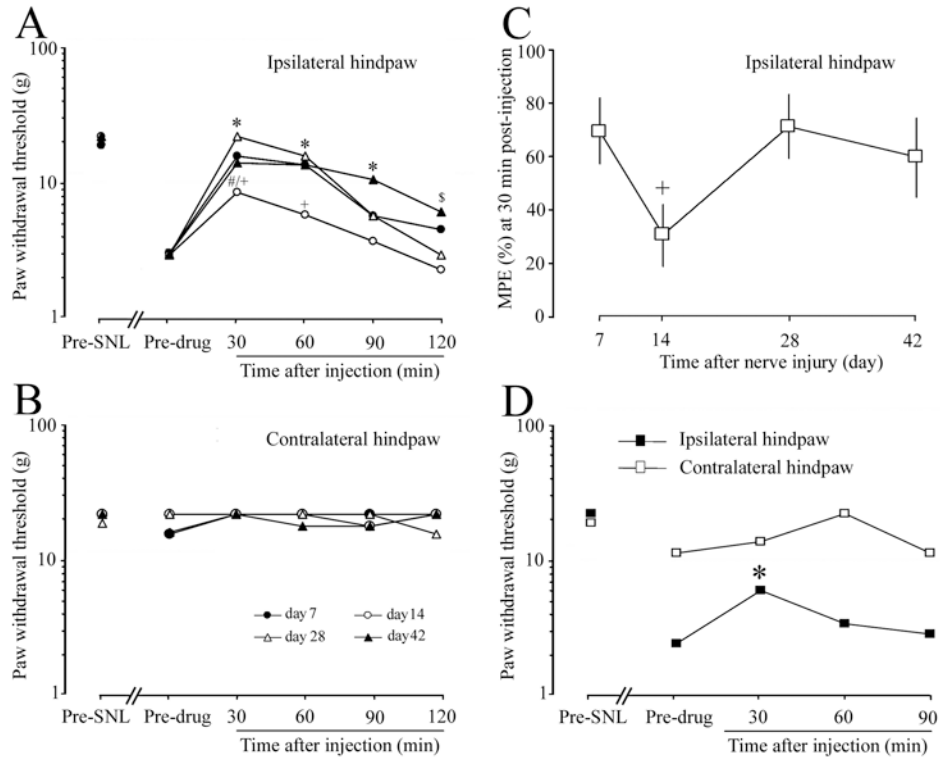 A
Ipsilateral hindpaw
Paw withdrawal threshold (g)
100
10
1
*
*
*
#/+
+
$
Pre-SNL
Pre-drug
30
60
90
120
Time after injection (min)
C
Ipsilateral hindpaw
MPE (%) at 30 min post-injection
100
80
60
40
20
0
+
7
14
28
42
Time after nerve injury (day)
B
Contralateral hindpaw
Paw withdrawal threshold (g)
100
10
1
day 7
day 14
day 28
day 42
Pre-SNL
Pre-drug
30
60
90
120
Time after injection (min)
D
Ipsilateral hindpaw
Contralateral hindpaw
Paw withdrawal threshold (g)
100
10
1
*
Pre-SNL
Pre-drug
30
60
90
Time after injection (min)